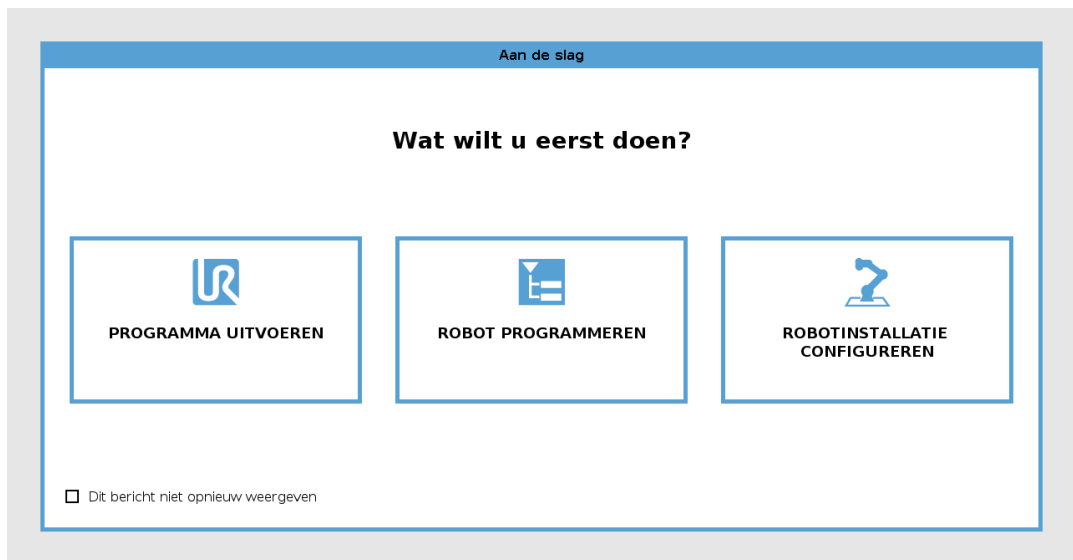 Aan de slag
Wat wilt u eerst doen?
PROGRAMMA UITVOEREN
ROBOT PROGRAMMEREN
ROBOTINSTALLATIE
CONFIGUREREN
Dit bericht niet opnieuw weergeven